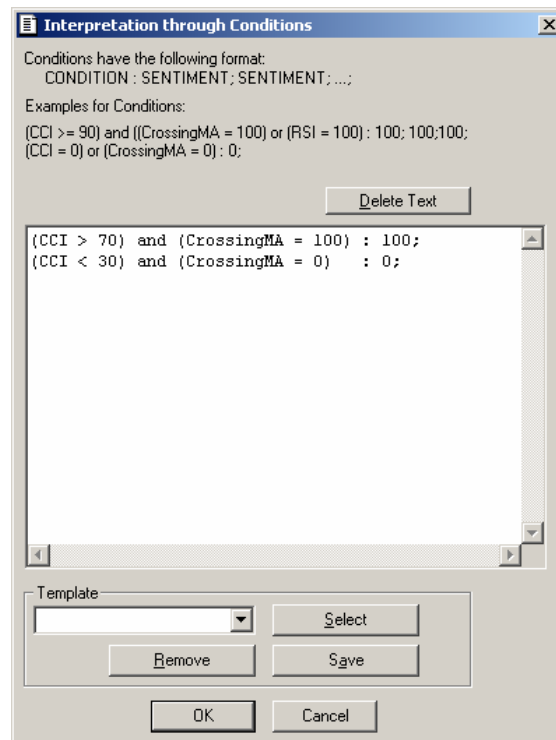 Interpretation through Conditions
Conditions have the following format:
CONDITION : SENTIMENT; SENTIMENT; ...;
Examples for Conditions:
(CCI >= 90) and ((CrossingMA = 100) or (RSI = 100) : 100; 100;100;
(CCI = 0) or (CrossingMA = 0) : 0;
Delete Text
(CCI > 70) and (CrossingMA = 100) : 100;
(CCI < 30) and (CrossingMA = 0)   : 0;
Template
Select
Remove
Save
OK
Cancel